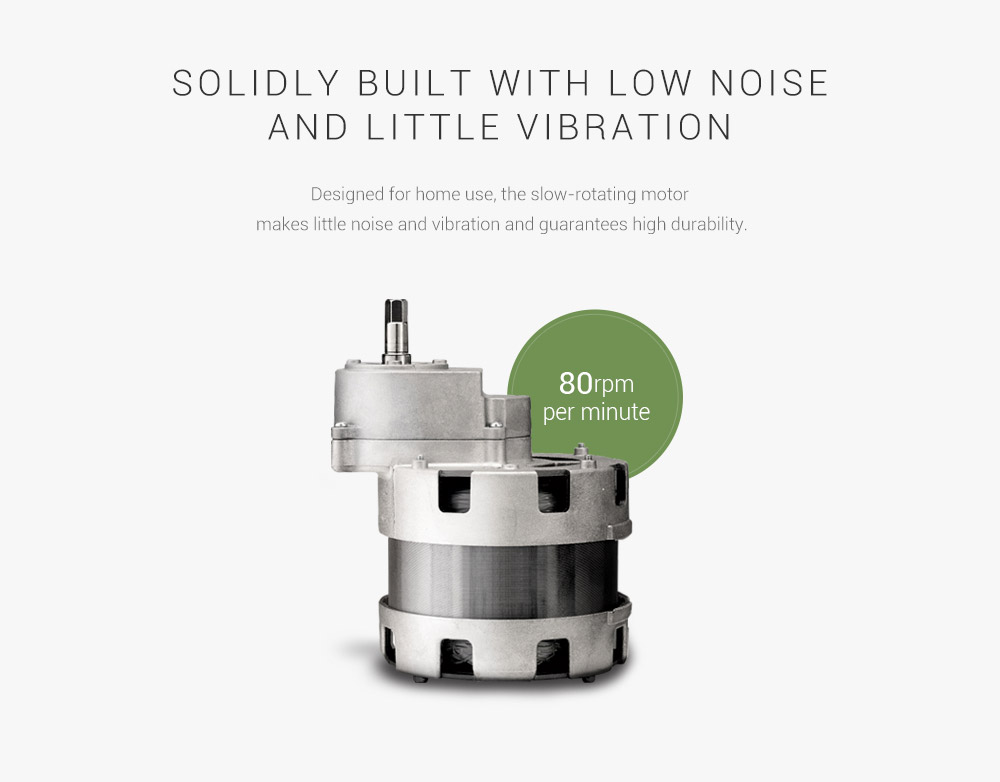 SOLIDLY BUILT WITH LOW NOISE
AND LITTLE VIBRATION
Designed for home use, the slow-rotating motor
makes little noise and vibration and guarantees high durability.
80rpm
per minute